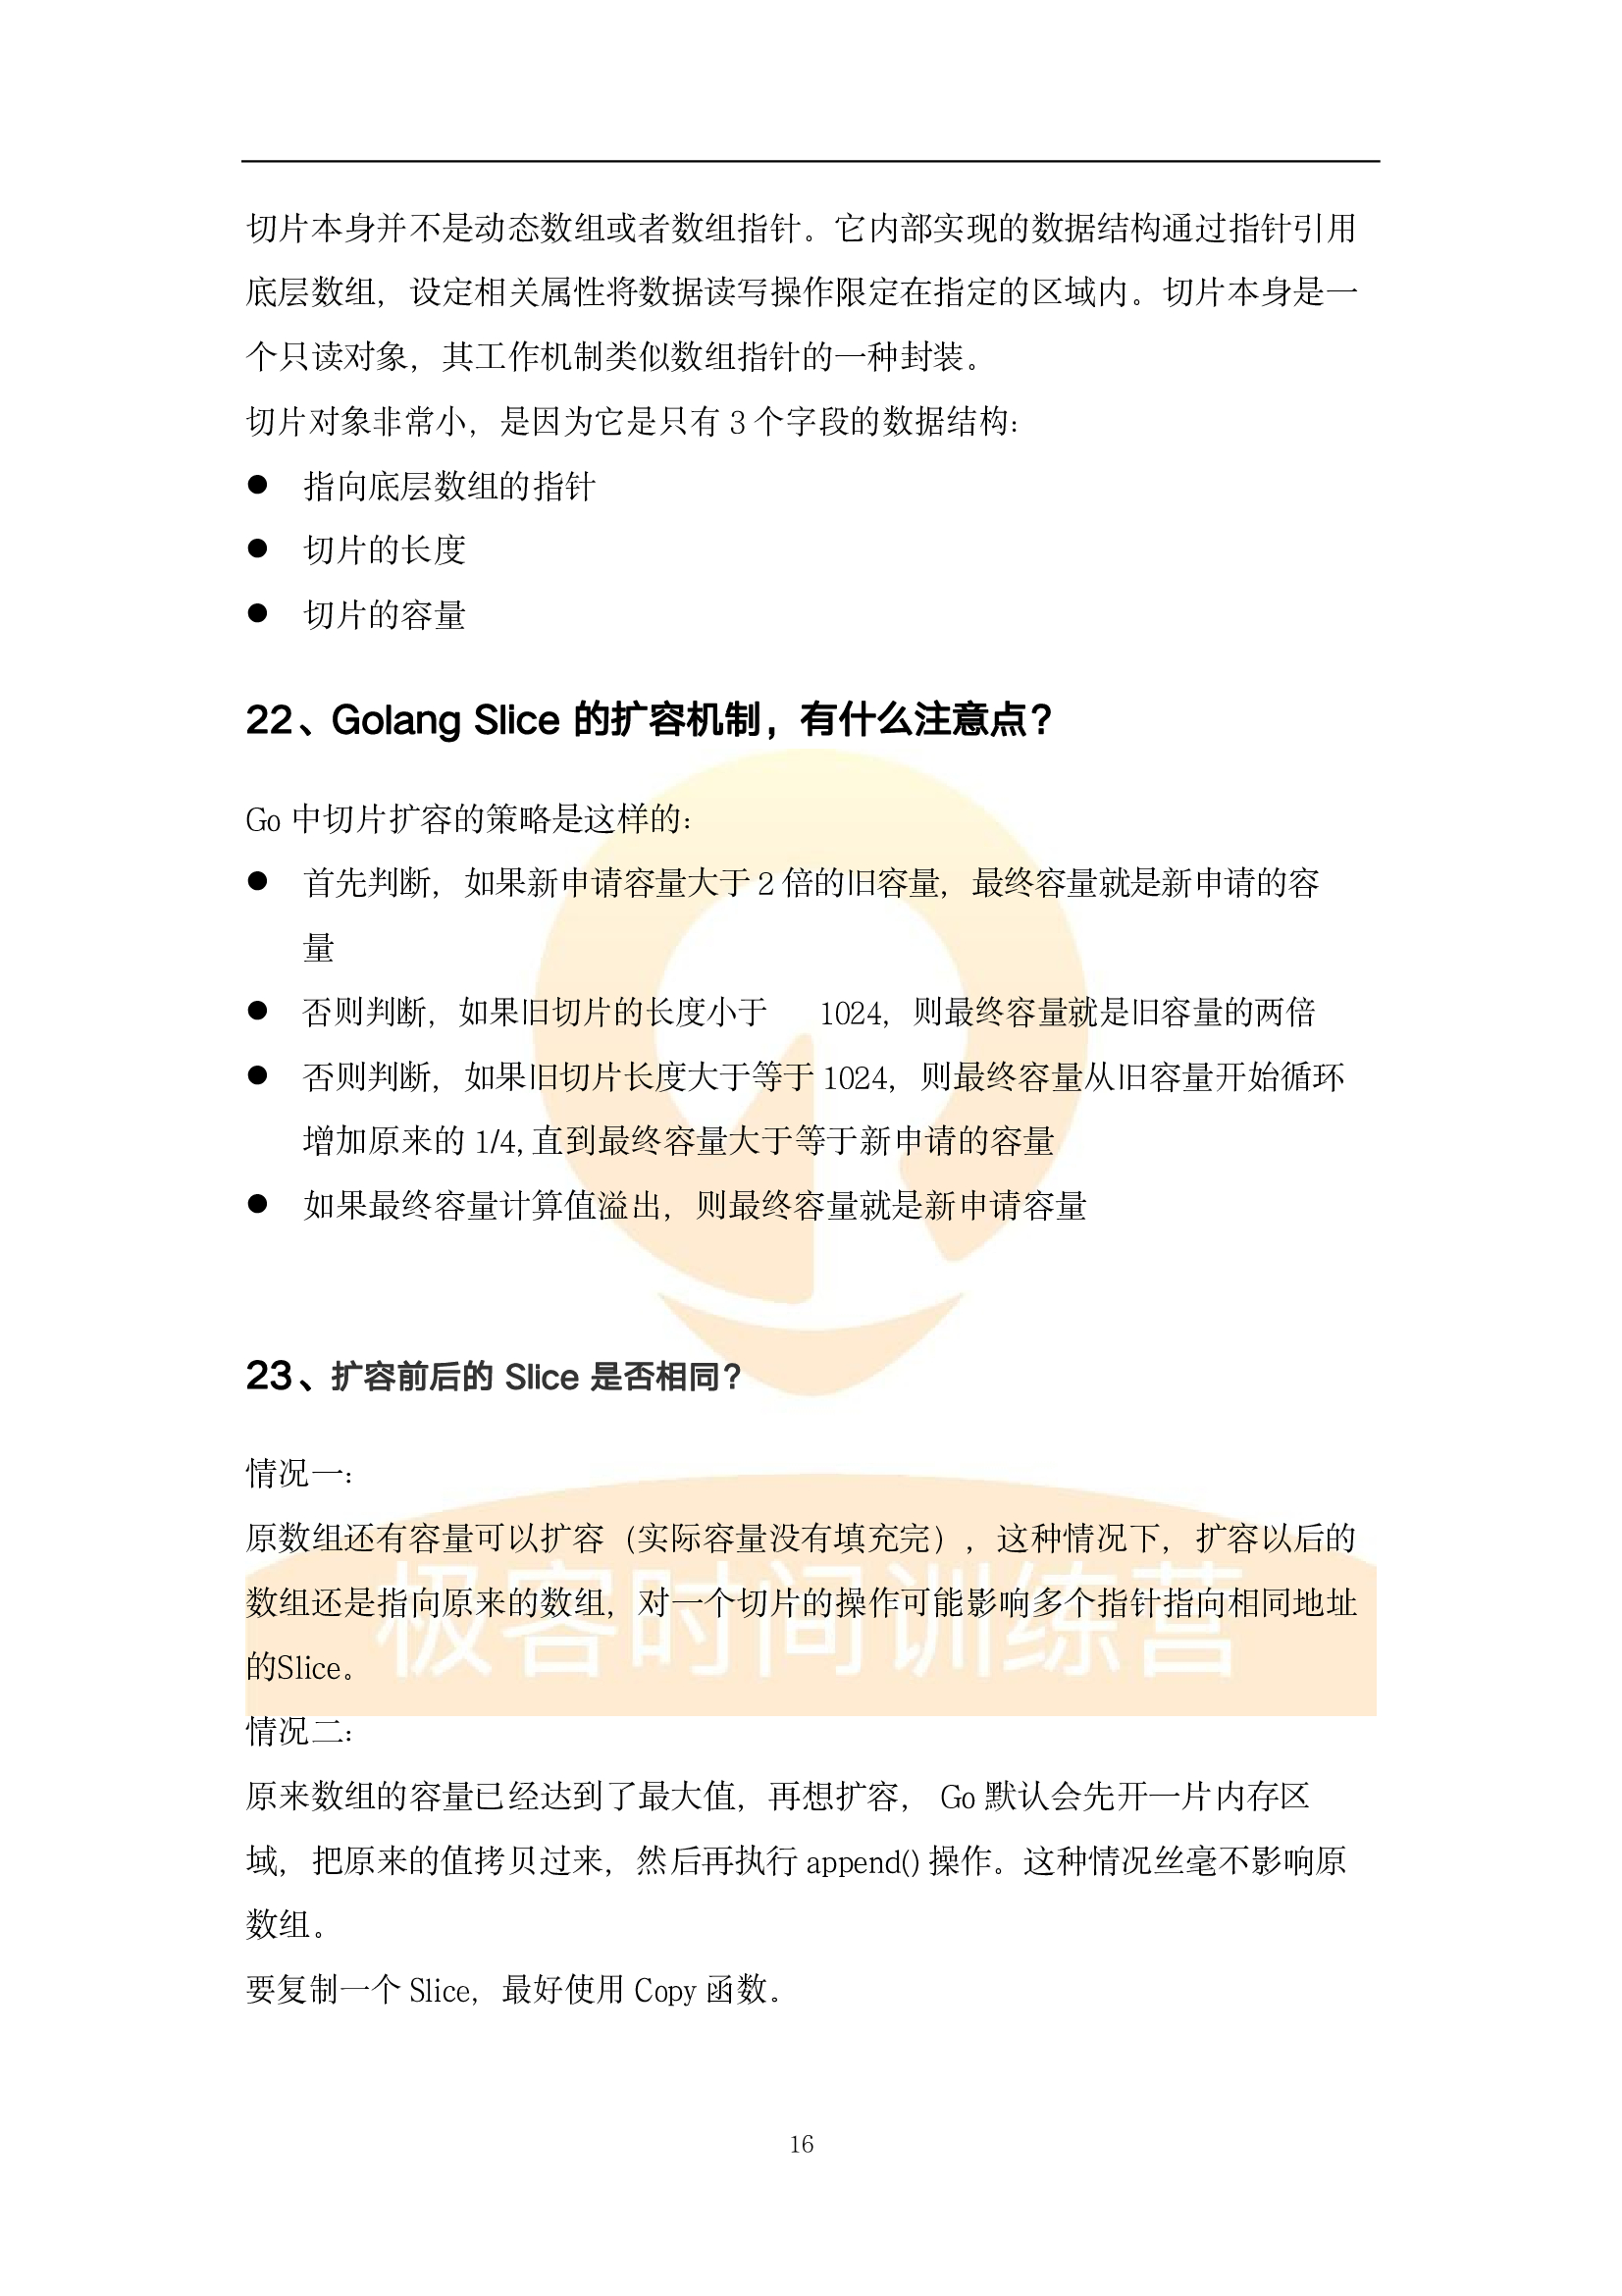 切片本身并不是动态数组或者数组指针。它内部实现的数据结构通过指针引用
底层数组，设定相关属性将数据读写操作限定在指定的区域内。切片本身是一
个只读对象，其工作机制类似数组指针的一种封装。
切片对象非常小，是因为它是只有 3 个字段的数据结构：
● 指向底层数组的指针
● 切片的长度
● 切片的容量
22、Golang Slice 的扩容机制，有什么注意点？
Go 中切片扩容的策略是这样的：
● 首先判断，如果新申请容量大于 2 倍的旧容量，最终容量就是新申请的容
量
● 否则判断，如果旧切片的长度小于 1024，则最终容量就是旧容量的两倍
● 否则判断，如果旧切片长度大于等于 1024，则最终容量从旧容量开始循环
增加原来的 1/4, 直到最终容量大于等于新申请的容量
● 如果最终容量计算值溢出，则最终容量就是新申请容量
23、扩容前后的 Slice 是否相同？
情况一：
原数组还有容量可以扩容（实际容量没有填充完），这种情况下，扩容以后的
数组还是指向原来的数组，对一个切片的操作可能影响多个指针指向相同地址
的Slice。
极客时间训练营
情况二：
原来数组的容量已经达到了最大值，再想扩容， Go 默认会先开一片内存区
域，把原来的值拷贝过来，然后再执行 append() 操作。这种情况丝毫不影响原
数组。
要复制一个 Slice，最好使用 Copy 函数。
16